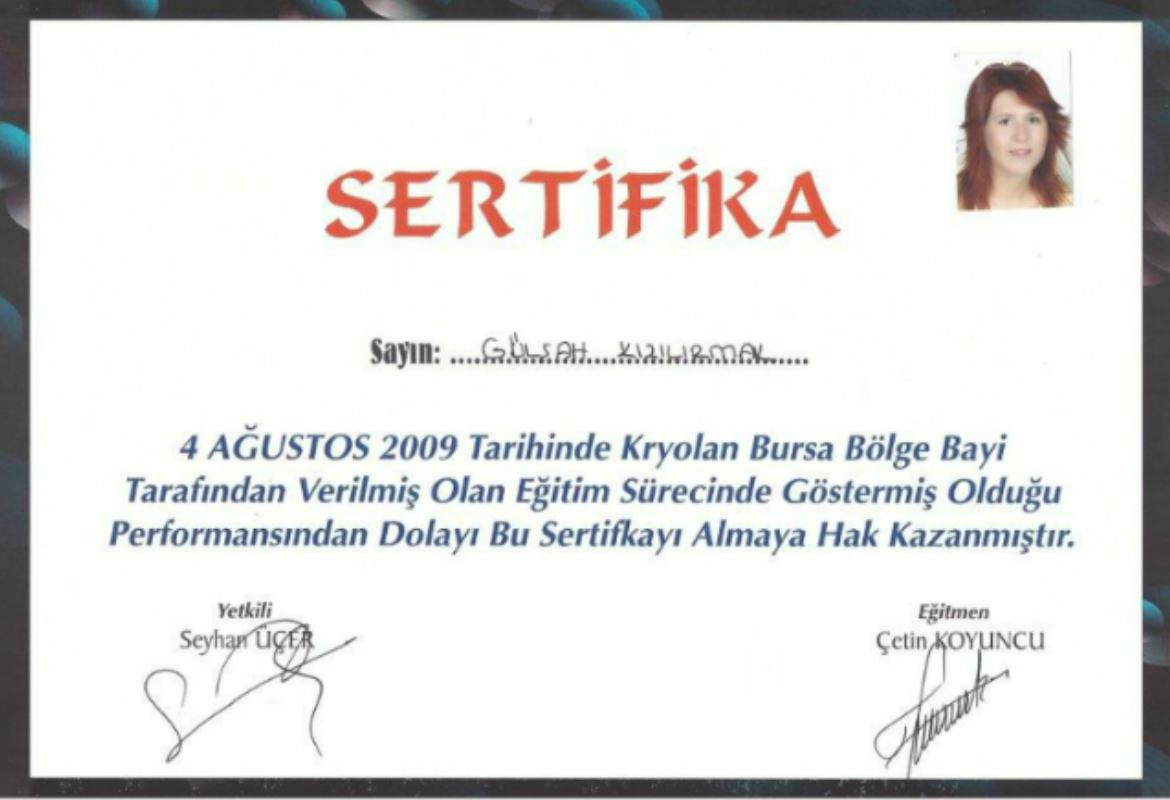 SERTİFİKA
Sayın: ....GÜLŞAH....KIZILIRMAK....
4 AĞUSTOS 2009 Tarihinde Kryolan Bursa Bölge Bayi
Tarafından Verilmiş Olan Eğitim Sürecinde Göstermiş Olduğu
Performansından Dolayı Bu Sertifkayı Almaya Hak Kazanmıştır.
Yetkili
Seyhan ÜÇER
Eğitmen
Çetin KOYUNCU